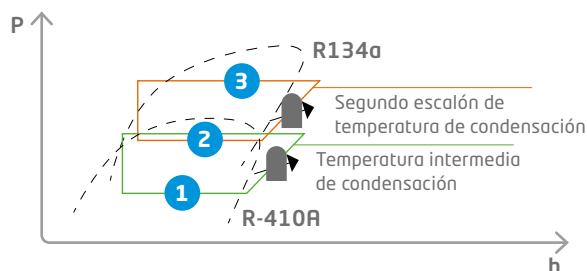 P
R134a
3
Segundo escalón de
temperatura de condensación
2
Temperatura intermedia
de condensación
1
R-410A
h